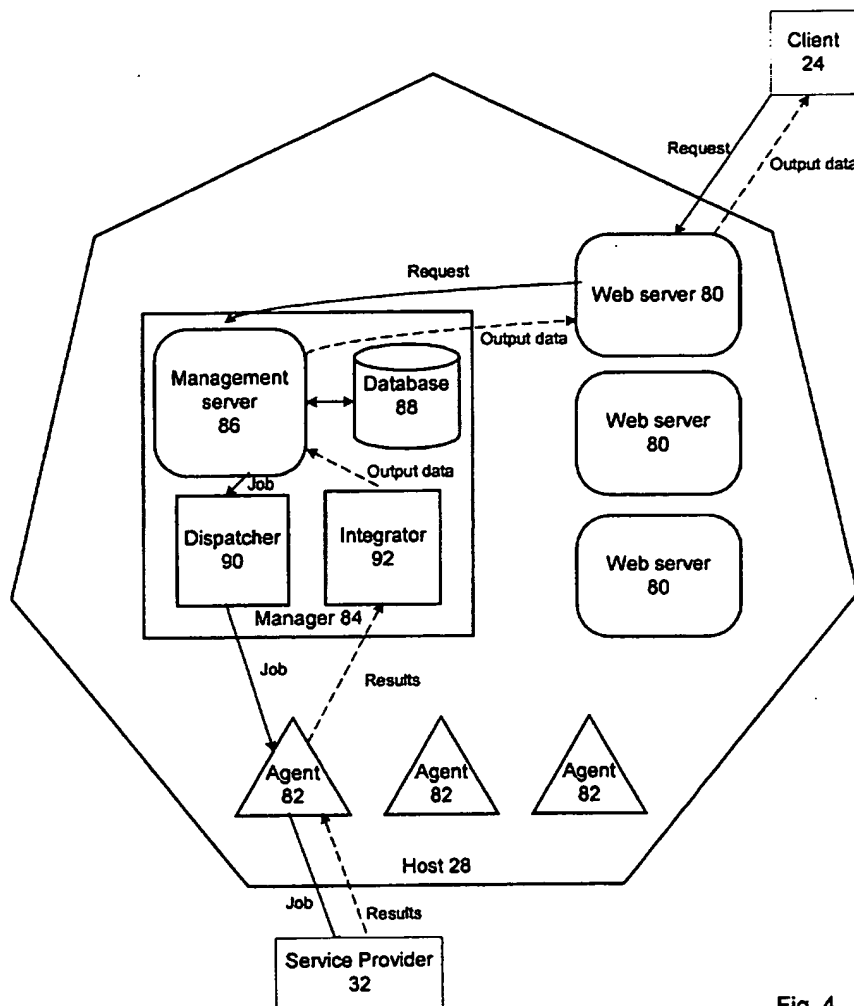 Client
24
Request
Output data
Request
Web server 80
Output data
Management
server
86
Database
88
Web server
80
Output data
Job
Dispatcher
90
Integrator
92
Web server
80
Manager 84
Job
Results
Agent
82
Agent
82
Agent
82
Host 28
Job
Results
Service Provider
32
Fig. 4